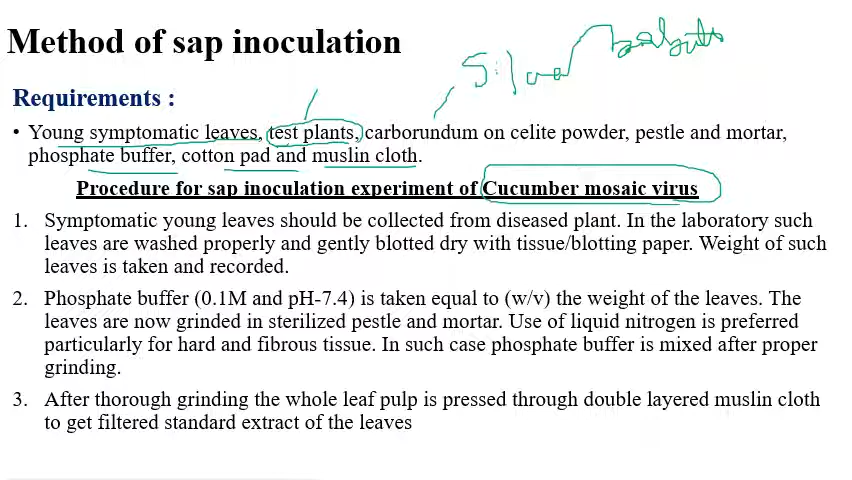 Method of sap inoculation
Requirements :
• Young symptomatic leaves, test plants, carborundum on celite powder, pestle and mortar,
phosphate buffer, cotton pad and muslin cloth.
Procedure for sap inoculation experiment of Cucumber mosaic virus
1. Symptomatic young leaves should be collected from diseased plant. In the laboratory such
leaves are washed properly and gently blotted dry with tissue/blotting paper. Weight of such
leaves is taken and recorded.
2. Phosphate buffer (0.1M and pH-7.4) is taken equal to (w/v) the weight of the leaves. The
leaves are now grinded in sterilized pestle and mortar. Use of liquid nitrogen is preferred
particularly for hard and fibrous tissue. In such case phosphate buffer is mixed after proper
grinding.
3. After thorough grinding the whole leaf pulp is pressed through double layered muslin cloth
to get filtered standard extract of the leaves